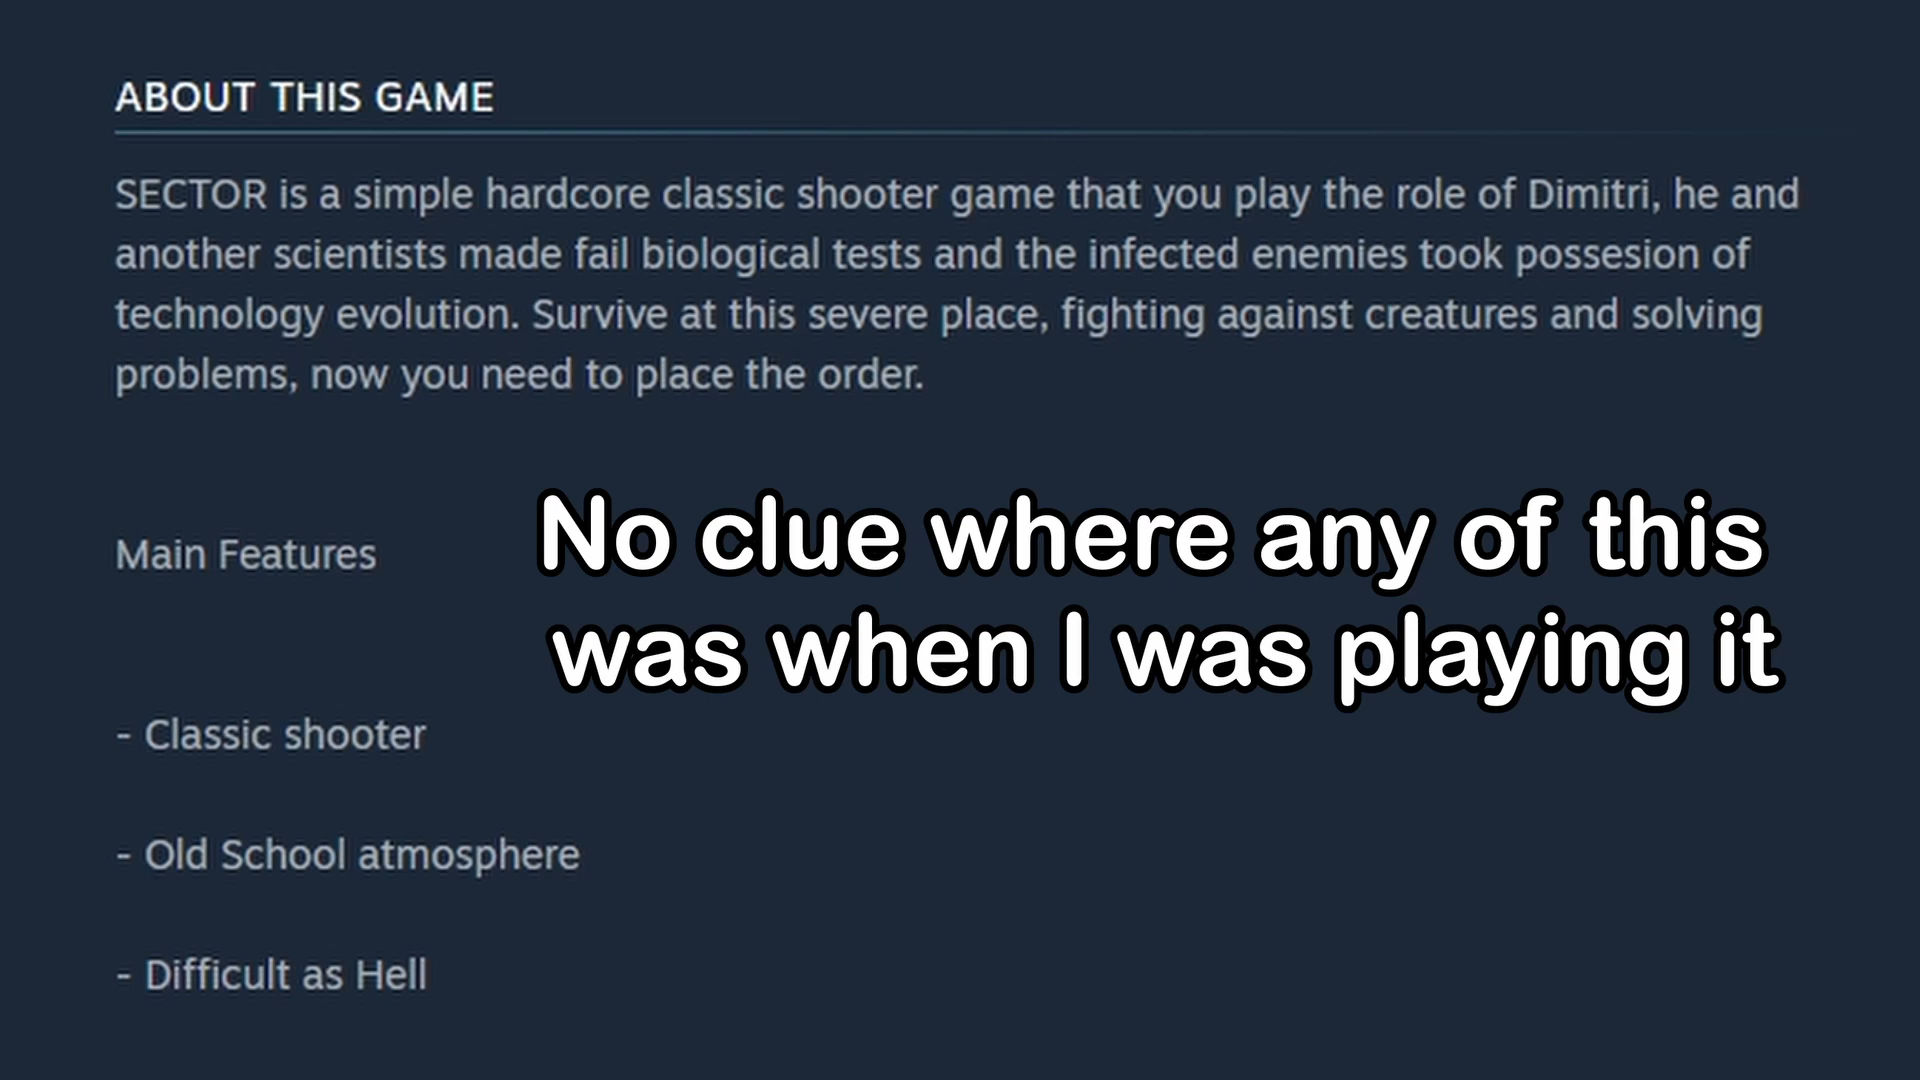 ABOUT THIS GAME
SECTOR is a simple hardcore classic shooter game that you play the role of Dimitri, he and
another scientists made fail biological tests and the infected enemies took possesion of
technology evolution. Survive at this severe place, fighting against creatures and solving
problems, now you need to place the order.
No clue where any of this
was when I was playing it
Main Features
- Classic shooter
- Old School atmosphere
- Difficult as Hell